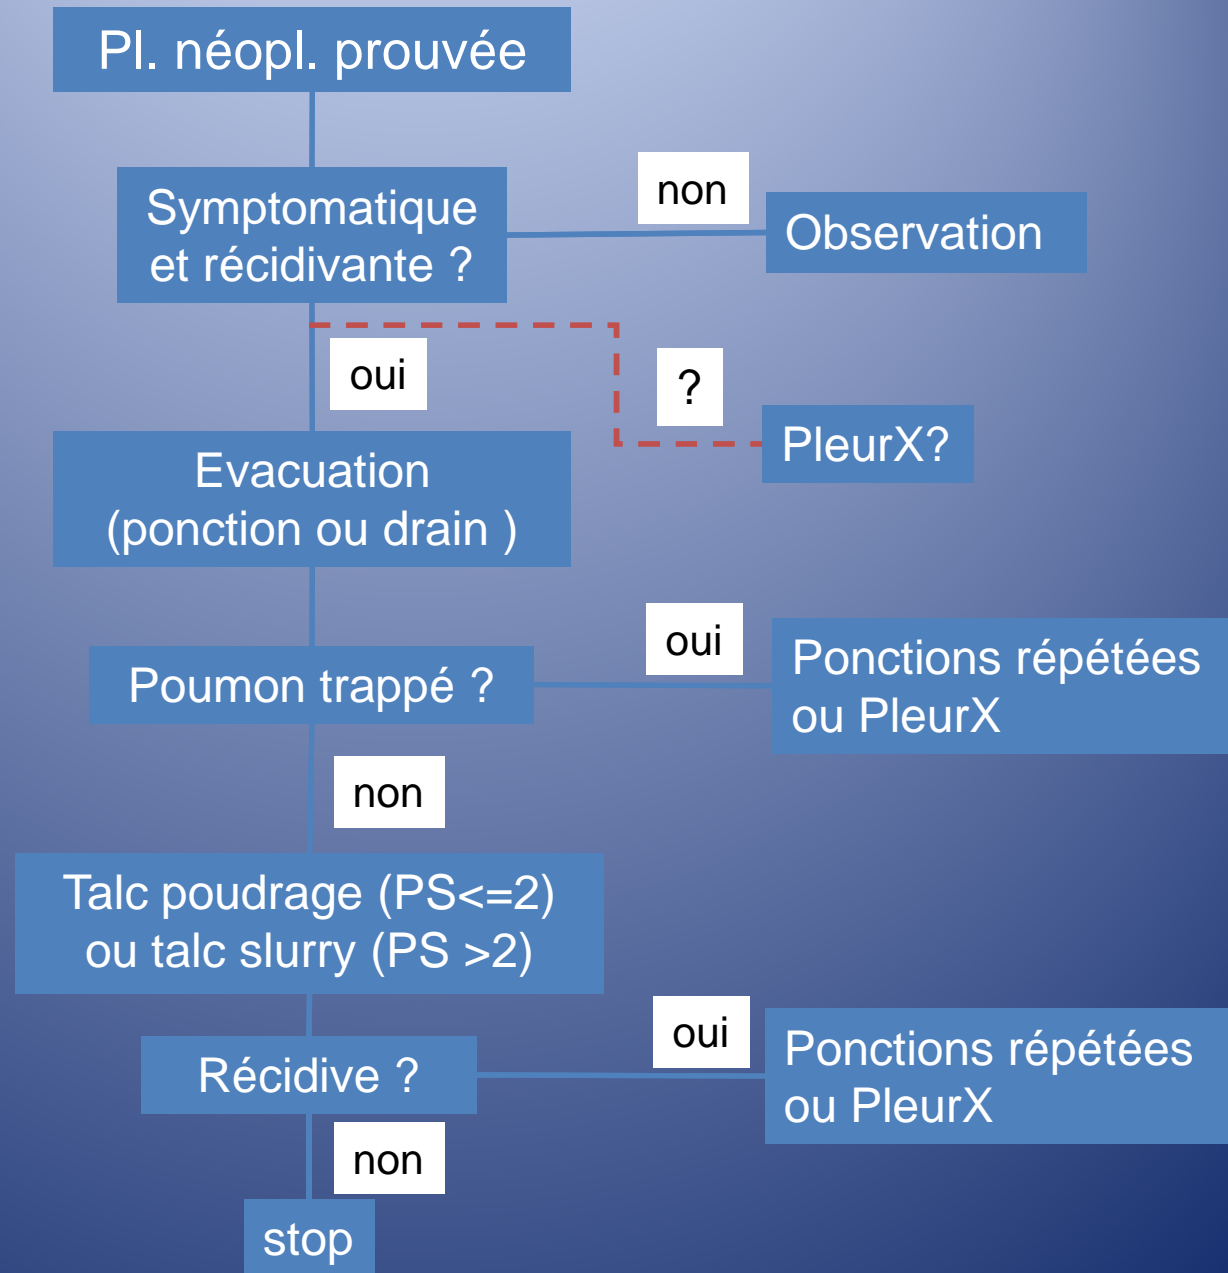 Pl. néopl. prouvée
Symptomatique
et récidivante ?
non
Observation
oui
?
PleurX?
Evacuation
(ponction ou drain )
Poumon trappé ?
oui
Ponctions répétées
ou PleurX
non
Talc poudrage (PS<=2)
ou talc slurry (PS >2)
Récidive ?
oui
Ponctions répétées
ou PleurX
non
stop